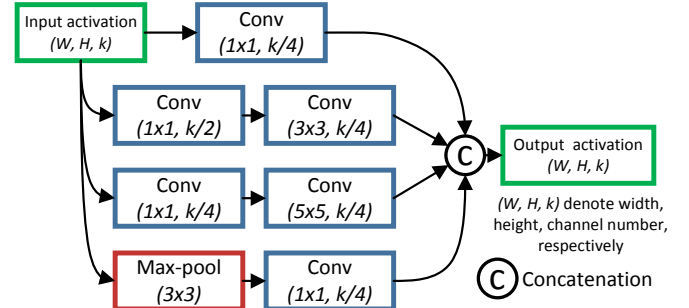 Input activation
(W, H, k)
Conv
(1x1, k/4)
Conv
(1x1, k/2)
Conv
(3x3, k/4)
Conv
(1x1, k/4)
Conv
(5x5, k/4)
Max-pool
(3x3)
Conv
(1x1, k/4)
C
Output activation
(W, H, k)
(W, H, k) denote width,
height, channel number,
respectively
C Concatenation